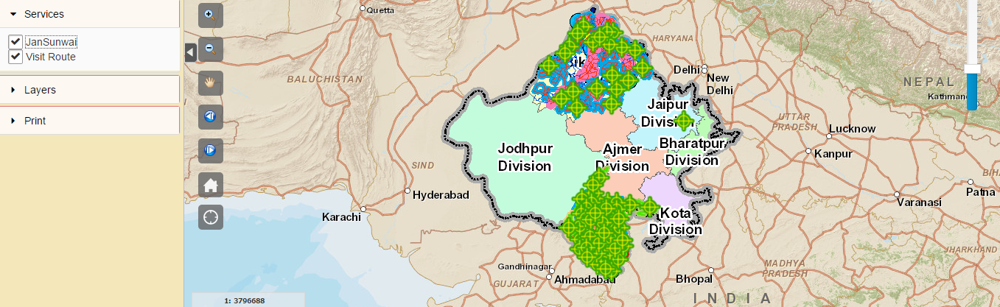 Services
JanSunwai
Visit Route
Layers
Print
Quetta
BALUCHISTAN
HARYANA
Delhi
New
Delhi
NEPAL
Jaipur
Division
UTTAR
PRADESH
Lucknow
Jodhpur
Division
Ajmer
Division
Bharatpur
Division
Kanpur
SIND
Hyderabad
Karachi
Kota
Division
Varanasi
Patna
Gandhinagar
Ahmadabad
GUJARAT
Bhopal
MADHYA
PRADESH
JHARKHAND
INDIA
1: 3796688